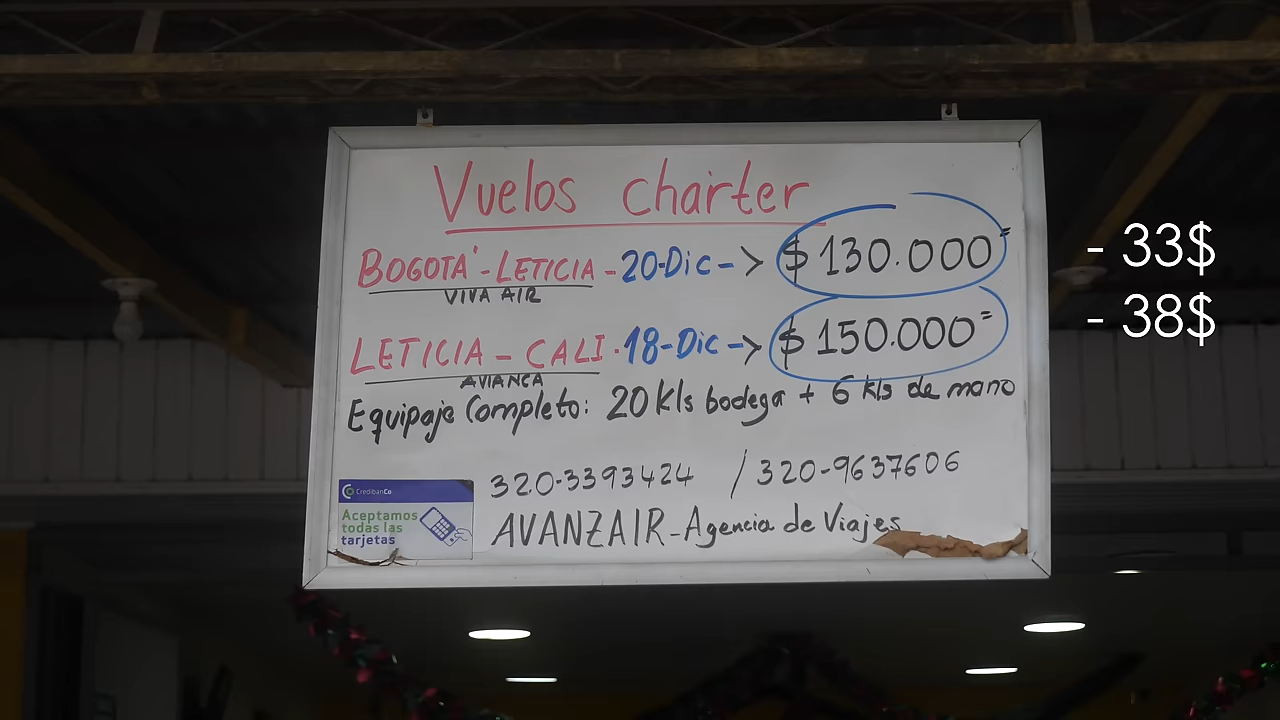 Vuelos charter
BOGOTÁ - LETICIA - 20-Dic -> $ 130.000=
VIVA AIR
- 33$
LETICIA - CALI . 18-Dic -> $ 150.000=
AVIANCA
- 38$
Equipaje Completo: 20 Kls bodega + 6 kls de mano
320-3393424 / 320-9637606
AVANZAIR - Agencia de Viajes
CredibanCo
Aceptamos
todas las
tarjetas